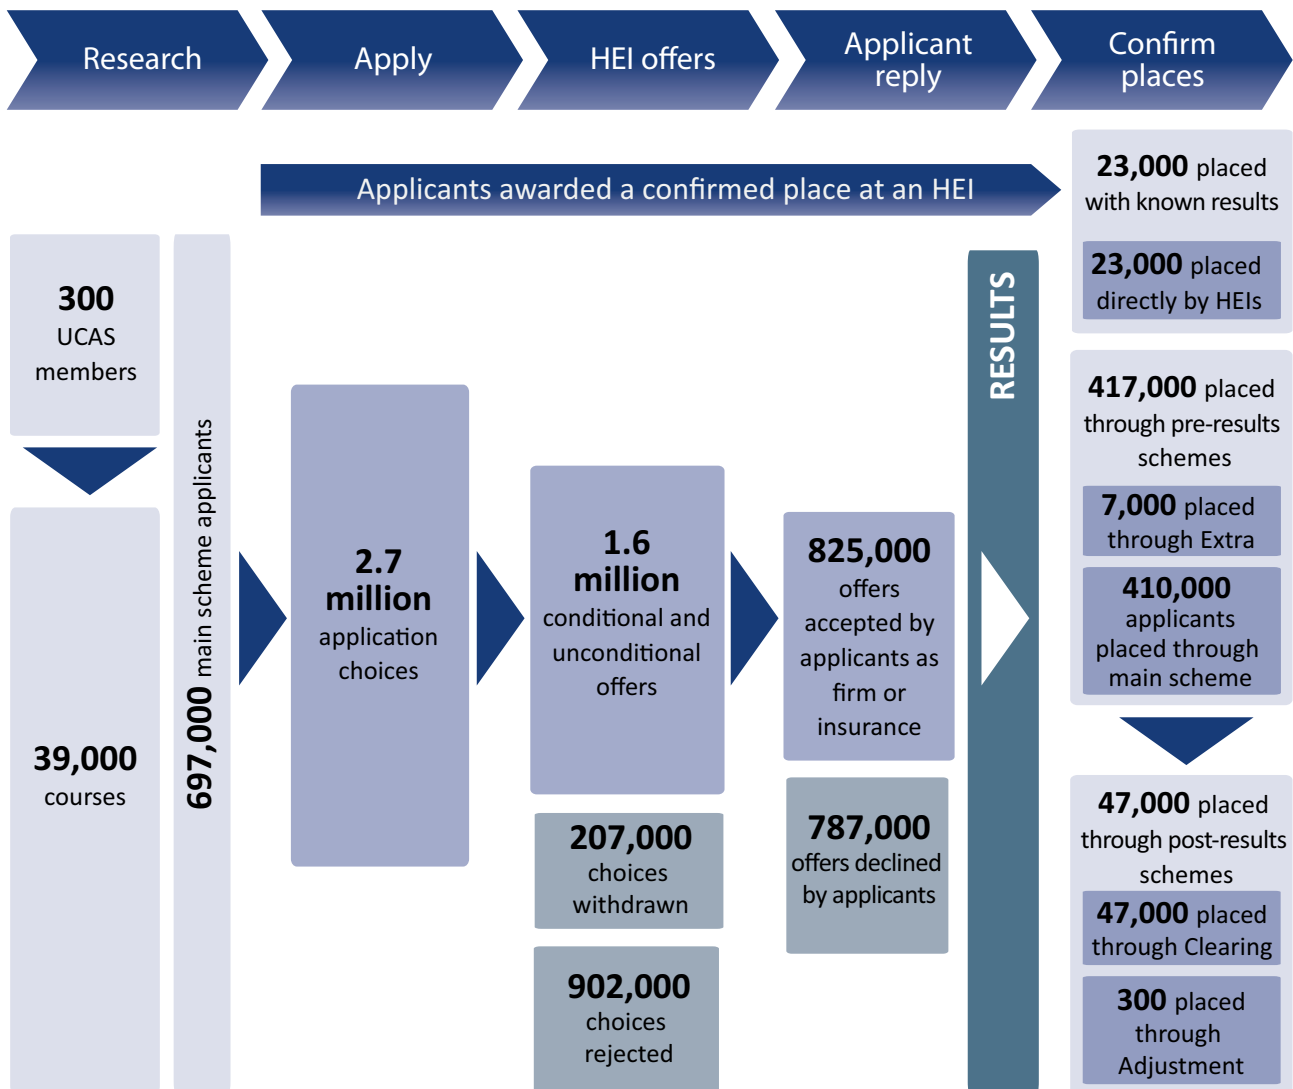 Research
Apply
HEI offers
Applicant
reply
Confirm
places
Applicants awarded a confirmed place at an HEI
300
UCAS
members
39,000
courses
697,000 main scheme applicants
2.7
million
application
choices
1.6
million
conditional and
unconditional
offers
207,000
choices
withdrawn
902,000
choices
rejected
825,000
offers
accepted by
applicants as
firm or
insurance
787,000
offers declined
by applicants
RESULTS
23,000 placed
with known results
23,000 placed
directly by HEIs
417,000 placed
through pre-results
schemes
7,000 placed
through Extra
410,000
applicants
placed through
main scheme
47,000 placed
through post-results
schemes
47,000 placed
through Clearing
300 placed
through
Adjustment